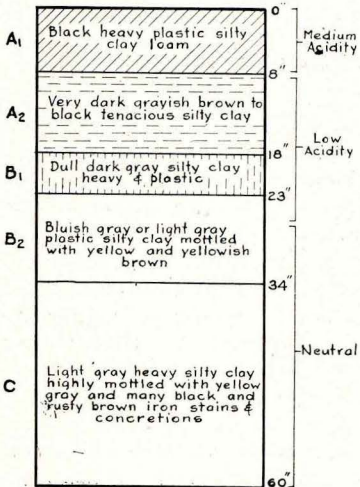 0"
A1
Black heavy plastic silty
clay loam
Medium
Acidity
8"
A2
Very dark grayish brown to
black tenacious silty clay
Low
Acidity
18"
B1
Dull dark gray silty clay
heavy & plastic
23"
B2
Bluish gray or light gray
plastic silty clay mottled
with yellow and yellowish
brown
34"
Neutral
C
Light gray heavy silty clay
highly mottled with yellow
gray and many black and
rusty brown iron stains &
concretions
60"